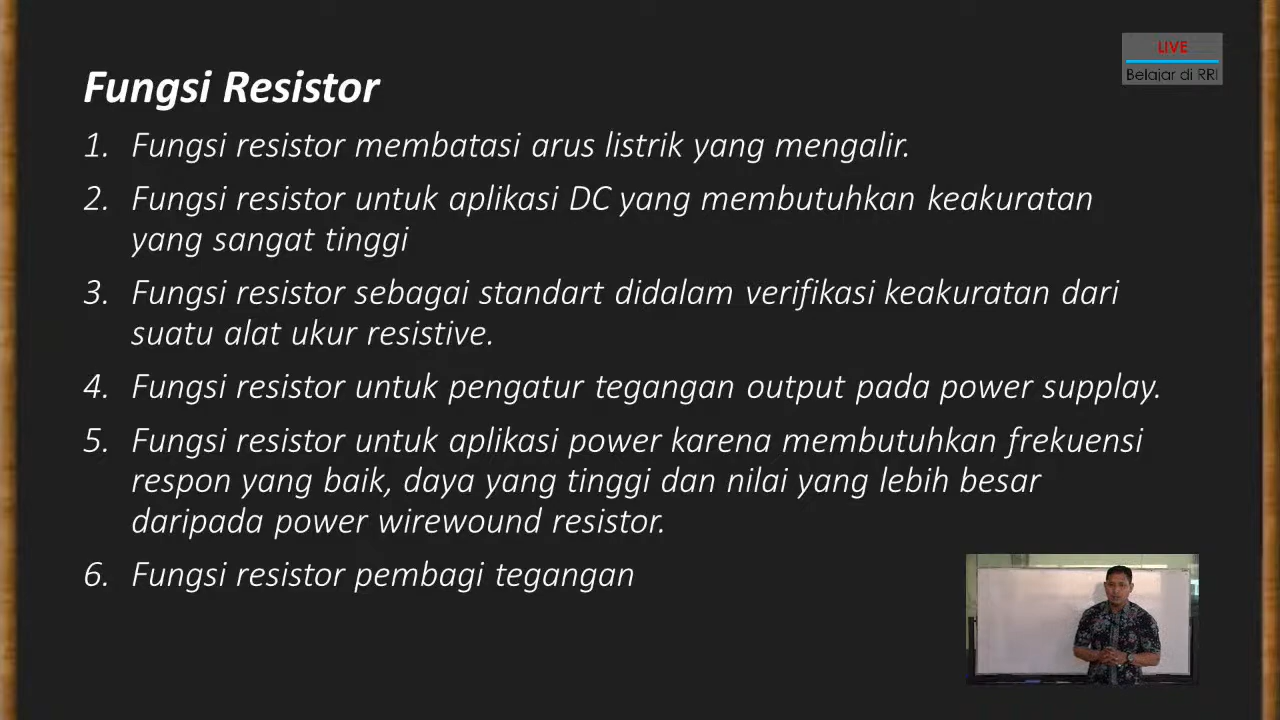 LIVE
Belajar di RRI
Fungsi Resistor
1. Fungsi resistor membatasi arus listrik yang mengalir.
2. Fungsi resistor untuk aplikasi DC yang membutuhkan keakuratan
yang sangat tinggi
3. Fungsi resistor sebagai standart didalam verifikasi keakuratan dari
suatu alat ukur resistive.
4. Fungsi resistor untuk pengatur tegangan output pada power supplay.
5. Fungsi resistor untuk aplikasi power karena membutuhkan frekuensi
respon yang baik, daya yang tinggi dan nilai yang lebih besar
daripada power wirewound resistor.
6. Fungsi resistor pembagi tegangan